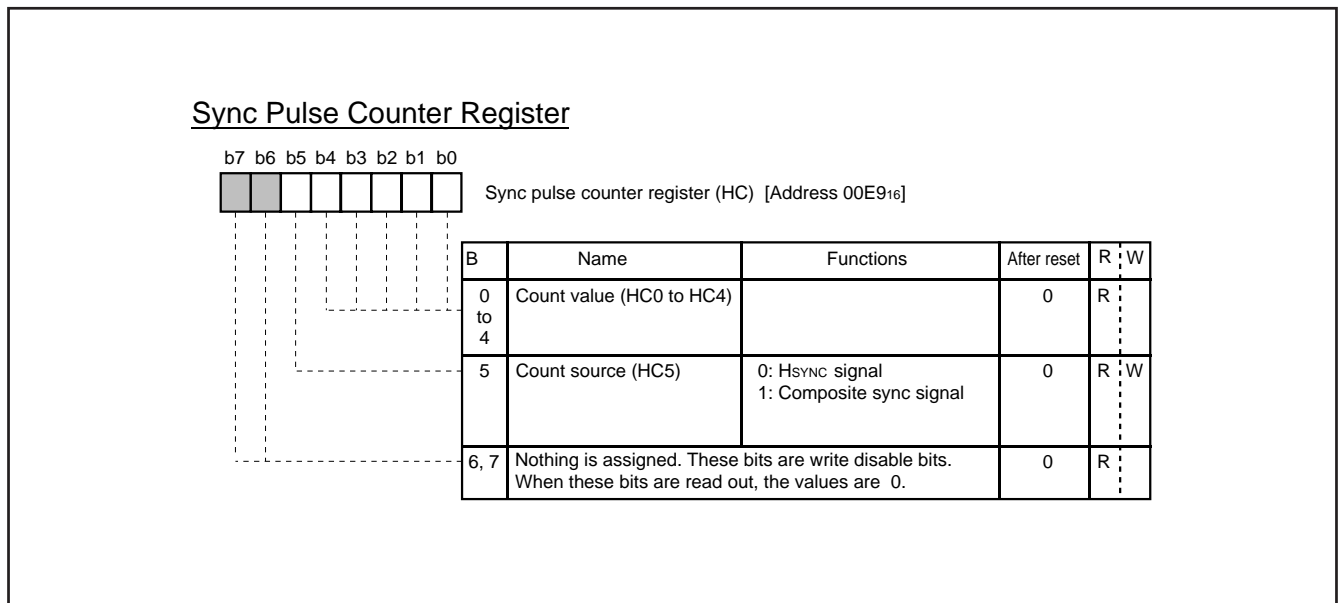 Sync Pulse Counter Register
b7 b6 b5 b4 b3 b2 b1 b0
Sync pulse counter register (HC) [Address 00E916]
B Name Functions After reset R W
0 to 4 Count value (HC0 to HC4) 0 R
5 Count source (HC5) 0: HSYNC signal 0 R W
1: Composite sync signal
6, 7 Nothing is assigned. These bits are write disable bits. 0 R
When these bits are read out, the values are 0.